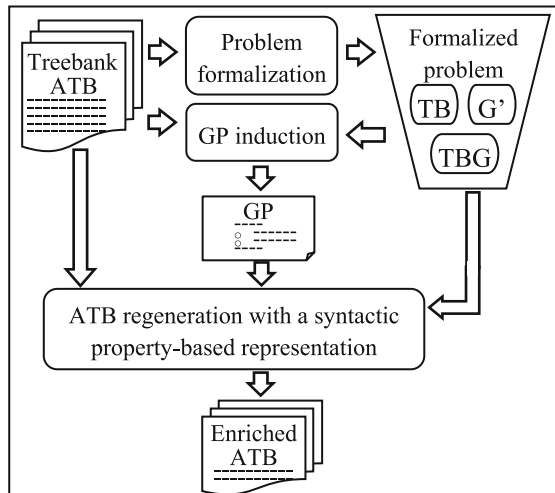 Treebank
ATB
Problem
formalization
Formalized
problem
TB
G’
TBG
GP induction
GP
ATB regeneration with a syntactic
property-based representation
Enriched
ATB